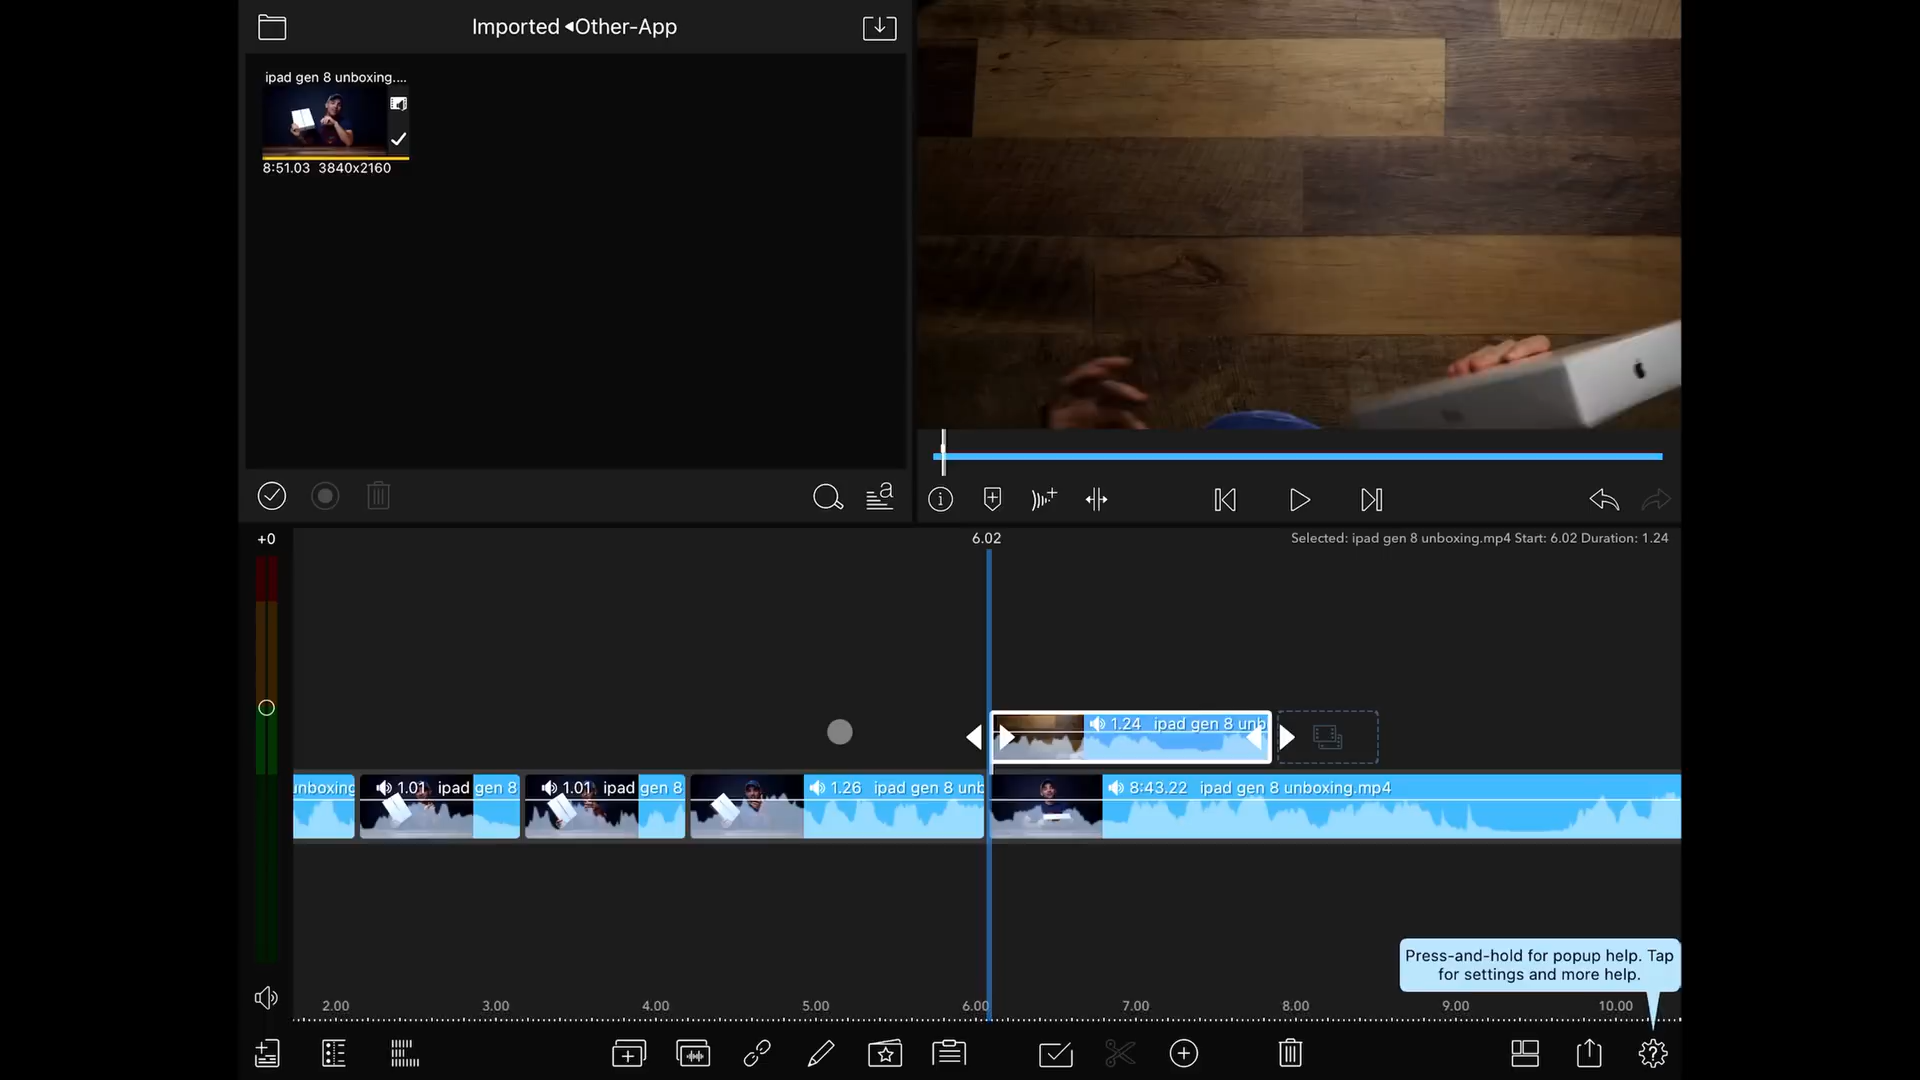 Imported ◂Other-App
ipad gen 8 unboxing....
8:51.03 3840x2160
+0
6.02
Selected: ipad gen 8 unboxing.mp4 Start: 6.02 Duration: 1.24
1.24 ipad gen 8 unb
unboxing
1.01 ipad gen 8
1.01 ipad gen 8
1.26 ipad gen 8 unb
8:43.22 ipad gen 8 unboxing.mp4
Press-and-hold for popup help. Tap
for settings and more help.
2.00 3.00 4.00 5.00 6.00 7.00 8.00 9.00 10.00